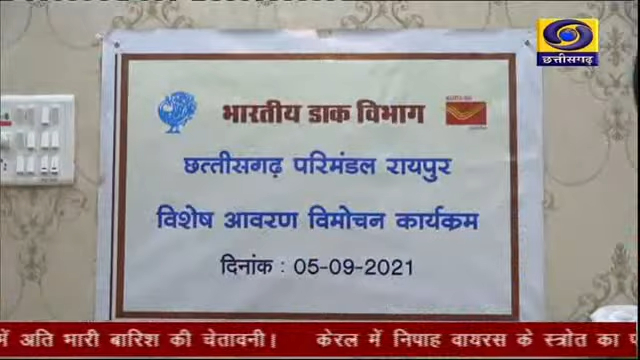 छत्तीसगढ़
भारतीय डाक विभाग
छत्तीसगढ़ परिमंडल रायपुर
विशेष आवरण विमोचन कार्यक्रम
दिनांक : 05-09-2021
में अति भारी बारिश की चेतावनी। केरल में निपाह वायरस के स्त्रोत का